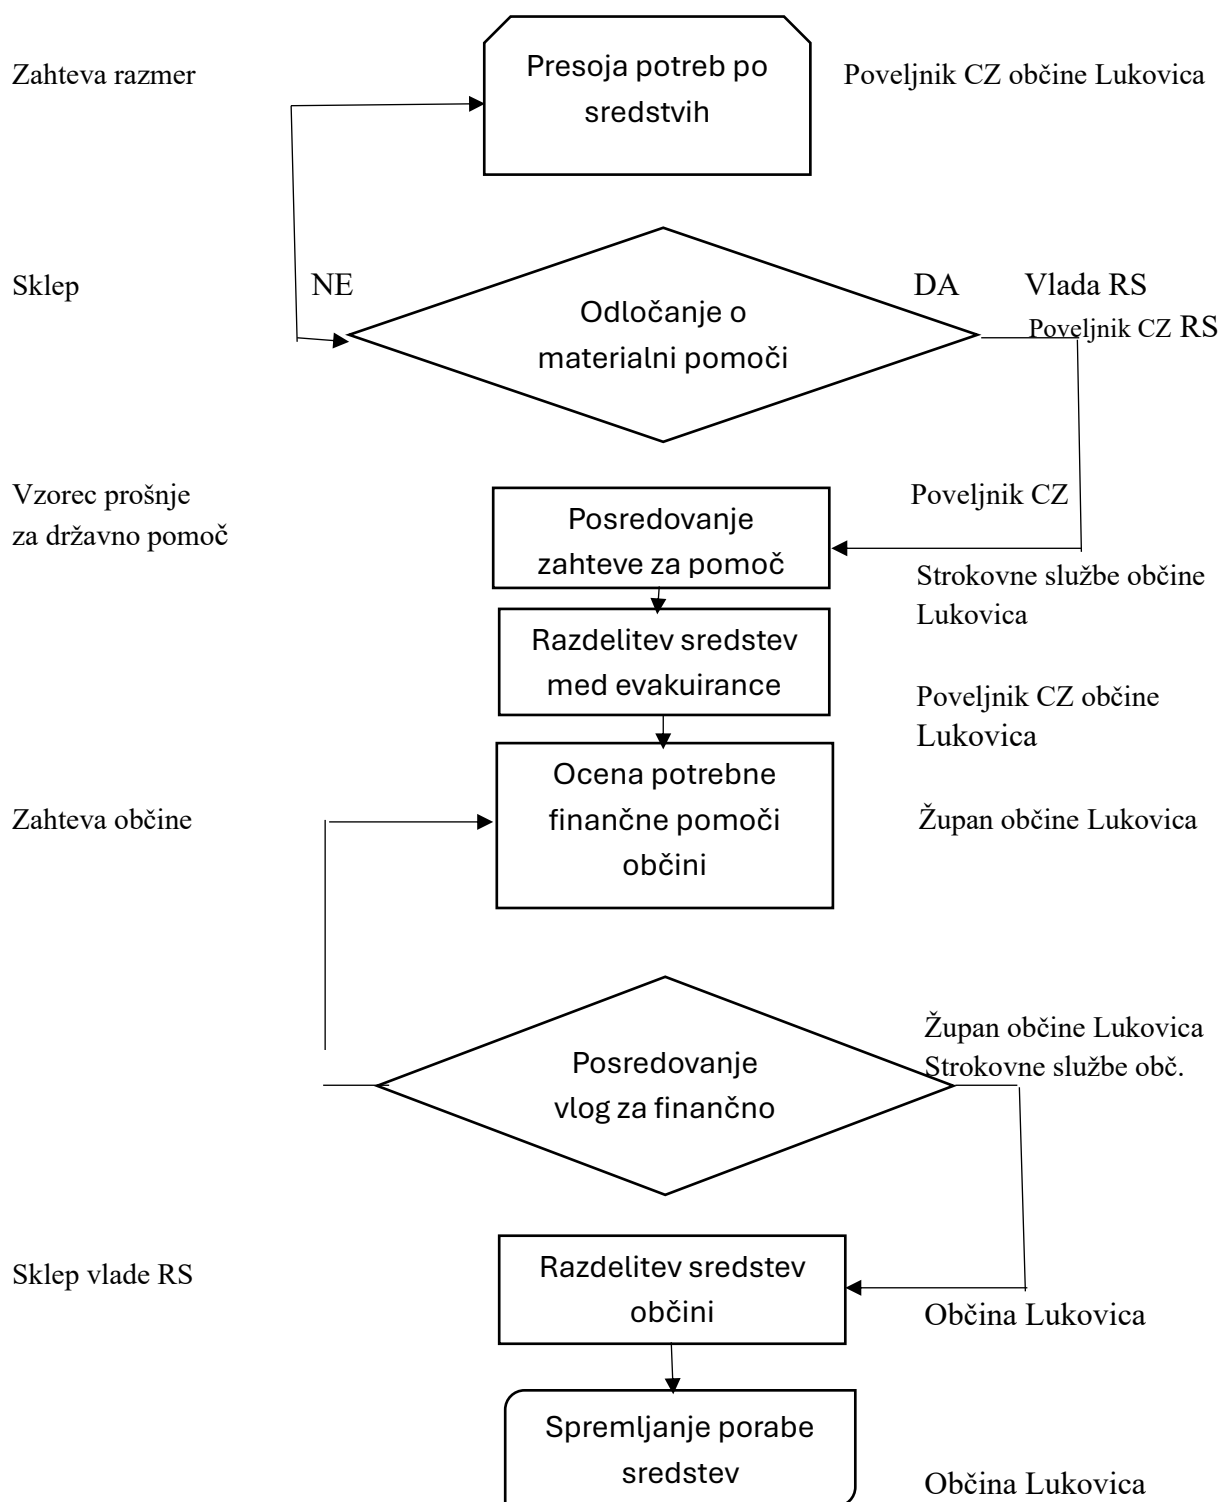 Zahteva razmer
Presoja potreb po
sredstvih
Poveljnik CZ občine Lukovica
Sklep
NE
Odločanje o
materialni pomoči
DA
Vlada RS
Poveljnik CZ RS
Vzorec prošnje
za državno pomoč
Posredovanje
zahteve za pomoč
Poveljnik CZ
Strokovne službe občine
Lukovica
Razdelitev sredstev
med evakuirance
Poveljnik CZ občine
Lukovica
Zahteva občine
Ocena potrebne
finančne pomoči
občini
Župan občine Lukovica
Posredovanje
vlog za finančno
Župan občine Lukovica
Strokovne službe obč.
Sklep vlade RS
Razdelitev sredstev
občini
Občina Lukovica
Spremljanje porabe
sredstev
Občina Lukovica